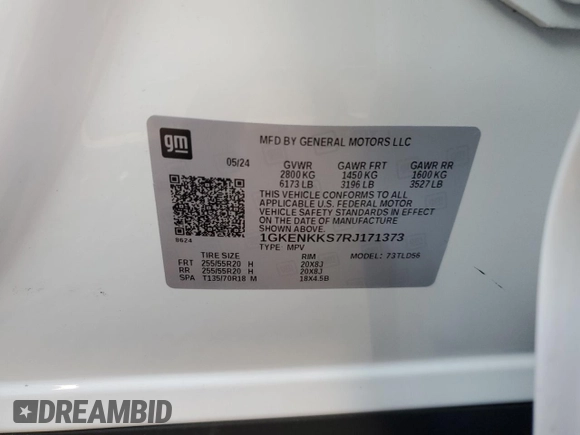 gm
MFD BY GENERAL MOTORS LLC
05/24 GVWR GAWR FRT GAWR RR
2800 KG 1450 KG 1600 KG
6173 LB 3196 LB 3527 LB
THIS VEHICLE CONFORMS TO ALL APPLICABLE
U.S. FEDERAL MOTOR
VEHICLE SAFETY STANDARDS IN EFFECT
ON THE DATE OF MANUFACTURE
SHOWN ABOVE.
8624 1GKENKKS7RJ171373
TYPE: MPV MODEL: 73TLO56
TIRE SIZE RIM
FRT 255/55R20 H 20X8J
RR 255/55R20 H 20X8J
SPA T135/70R18 M 18X4.5B
DREAMBID